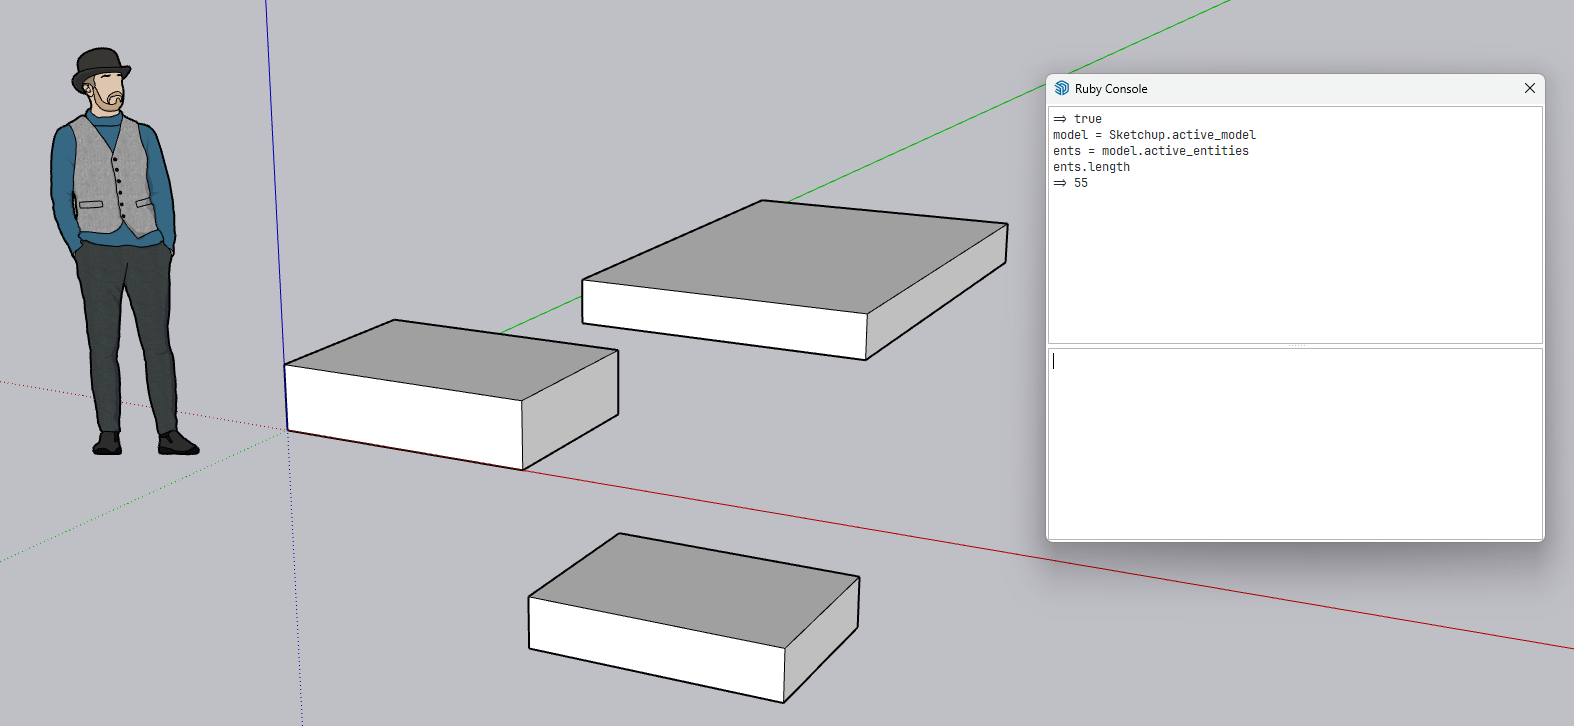 Ruby Console
=> true
model = Sketchup.active_model
ents = model.active_entities
ents.length
=> 55